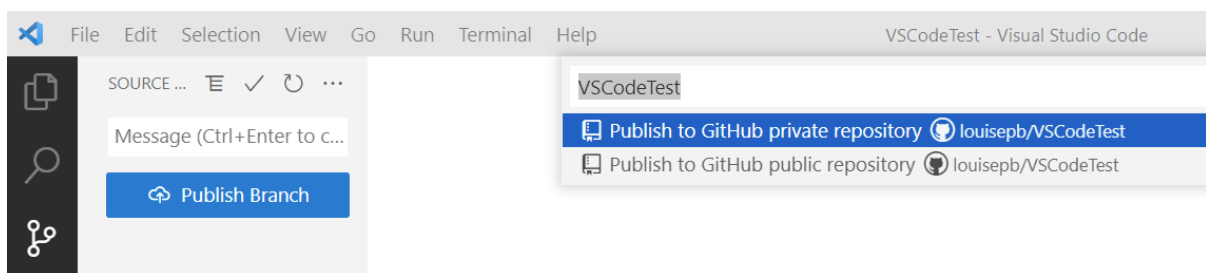 File Edit Selection View Go Run Terminal Help VSCodeTest - Visual Studio Code
SOURCE ...
VSCodeTest
Message (Ctrl+Enter to c...
Publish to GitHub private repository louisepb/VSCodeTest
Publish to GitHub public repository louisepb/VSCodeTest
Publish Branch